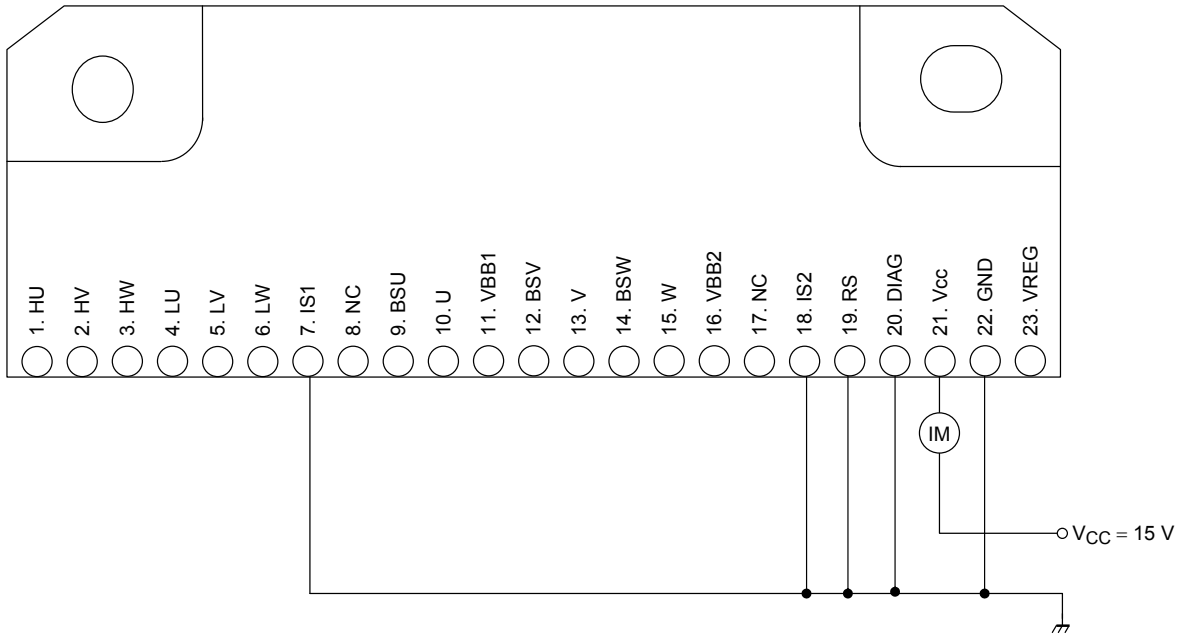 1. HU
2. HV
3. HW
4. LU
5. LV
6. LW
7. IS1
8. NC
9. BSU
10. U
11. VBB1
12. BSV
13. V
14. BSW
15. W
16. VBB2
17. NC
18. IS2
19. RS
20. DIAG
21. Vcc
22. GND
23. VREG
IM
VCC = 15 V